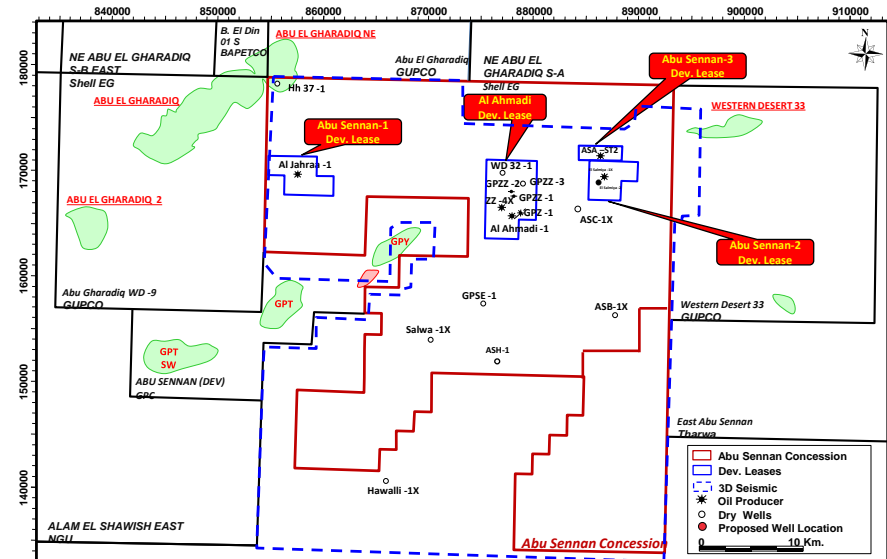 840000
850000
860000
870000
880000
890000
900000
910000
180000
170000
160000
150000
140000
NE ABU EL GHARADIQ
S-B EAST
Shell EG
B. El Din
01 S
BAPETCO
ABU EL GHARADIQ NE
Abu El Gharadiq
GUPCO
NE ABU EL
GHARADIQ S-A
Shell EG
Abu Sennan-3
Dev. Lease
N
ABU EL GHARADIQ
Hh 37 -1
Al Ahmadi
Dev. Lease
WESTERN DESERT 33
Abu Sennan-1
Dev. Lease
Al Jahraa -1
WD 32 -1
GPZZ -2
GPZZ -3
GPZZ -1
ZZ -4X
GPZ -1
Al Ahmadi -1
ASA -ST2
ASC-1X
ABU EL GHARADIQ 2
Abu Sennan-2
Dev. Lease
GPY
Abu Gharadiq WD -9
GUPCO
GPT
GPSE -1
ASB-1X
Western Desert 33
GUPCO
Salwa -1X
ASH-1
GPT
SW
ABU SENNAN (DEV)
GPC
East Abu Sennan
Tharwa
Hawalli -1X
ALAM EL SHAWISH EAST
NGU
Abu Sennan Concession
Abu Sennan Concession
Dev. Leases
3D Seismic
Oil Producer
Dry Wells
Proposed Well Location
0 10 Km.